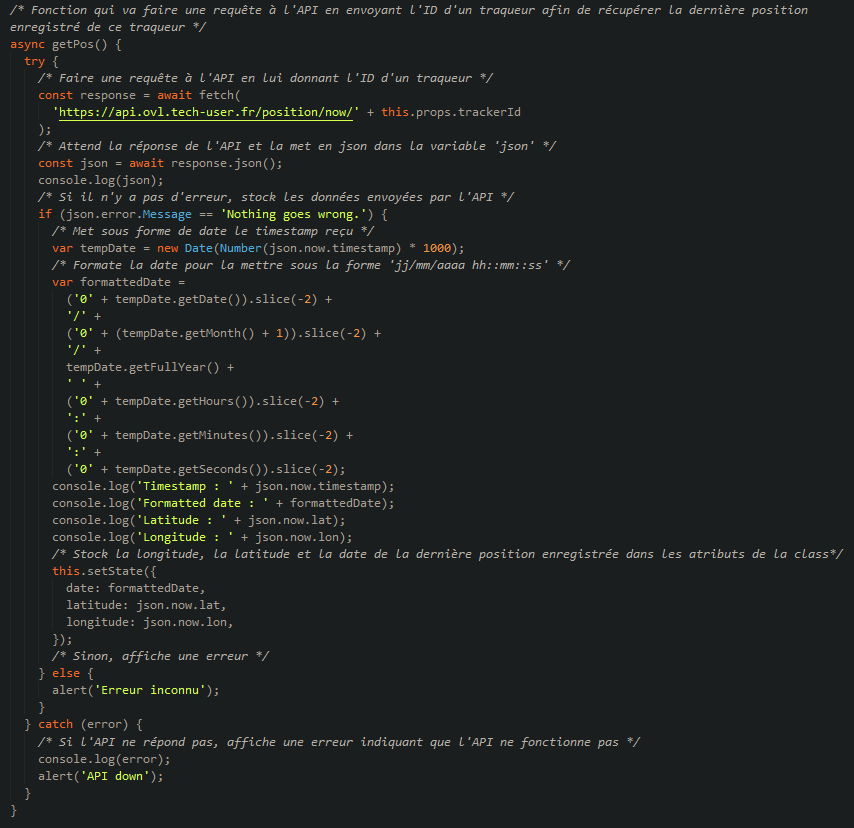 /* Fonction qui va faire une requête à l'API en envoyant l'ID d'un traqueur afin de récupérer la dernière position
enregistré de ce traqueur */
async getPos() {
  try {
    /* Faire une requête à l'API en lui donnant l'ID d'un traqueur */
    const response = await fetch(
      'https://api.ovl.tech-user.fr/position/now/' + this.props.trackerId
    );
    /* Attend la réponse de l'API et la met en json dans la variable 'json' */
    const json = await response.json();
    console.log(json);
    /* Si il n'y a pas d'erreur, stock les données envoyées par l'API */
    if (json.error.Message == 'Nothing goes wrong.') {
      /* Met sous forme de date le timestamp reçu */
      var tempDate = new Date(Number(json.now.timestamp) * 1000);
      /* Formate la date pour la mettre sous la forme 'jj/mm/aaaa hh::mm::ss' */
      var formattedDate =
        ('0' + tempDate.getDate()).slice(-2) +
        '/' +
        ('0' + (tempDate.getMonth() + 1)).slice(-2) +
        '/' +
        tempDate.getFullYear() +
        ' ' +
        ('0' + tempDate.getHours()).slice(-2) +
        ':' +
        ('0' + tempDate.getMinutes()).slice(-2) +
        ':' +
        ('0' + tempDate.getSeconds()).slice(-2);
      console.log('Timestamp : ' + json.now.timestamp);
      console.log('Formatted date : ' + formattedDate);
      console.log('Latitude : ' + json.now.lat);
      console.log('Longitude : ' + json.now.lon);
      /* Stock la longitude, la latitude et la date de la dernière position enregistrée dans les atributs de la class*/
      this.setState({
        date: formattedDate,
        latitude: json.now.lat,
        longitude: json.now.lon,
      });
      /* Sinon, affiche une erreur */
    } else {
      alert('Erreur inconnu');
    }
  } catch (error) {
    /* Si l'API ne répond pas, affiche une erreur indiquant que l'API ne fonctionne pas */
    console.log(error);
    alert('API down');
  }
}